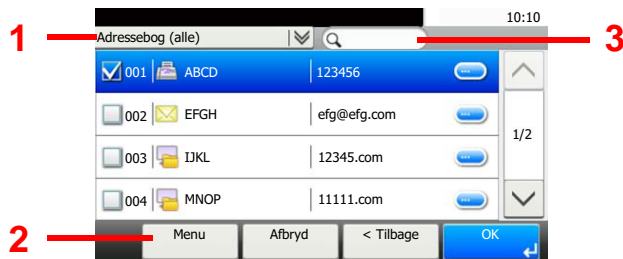 10:10
1 Adressebog (alle) 3
001 ABCD 123456
002 EFGH efg@efg.com
1/2
003 IJKL 12345.com
004 MNOP 11111.com
2 Menu Afbryd < Tilbage OK